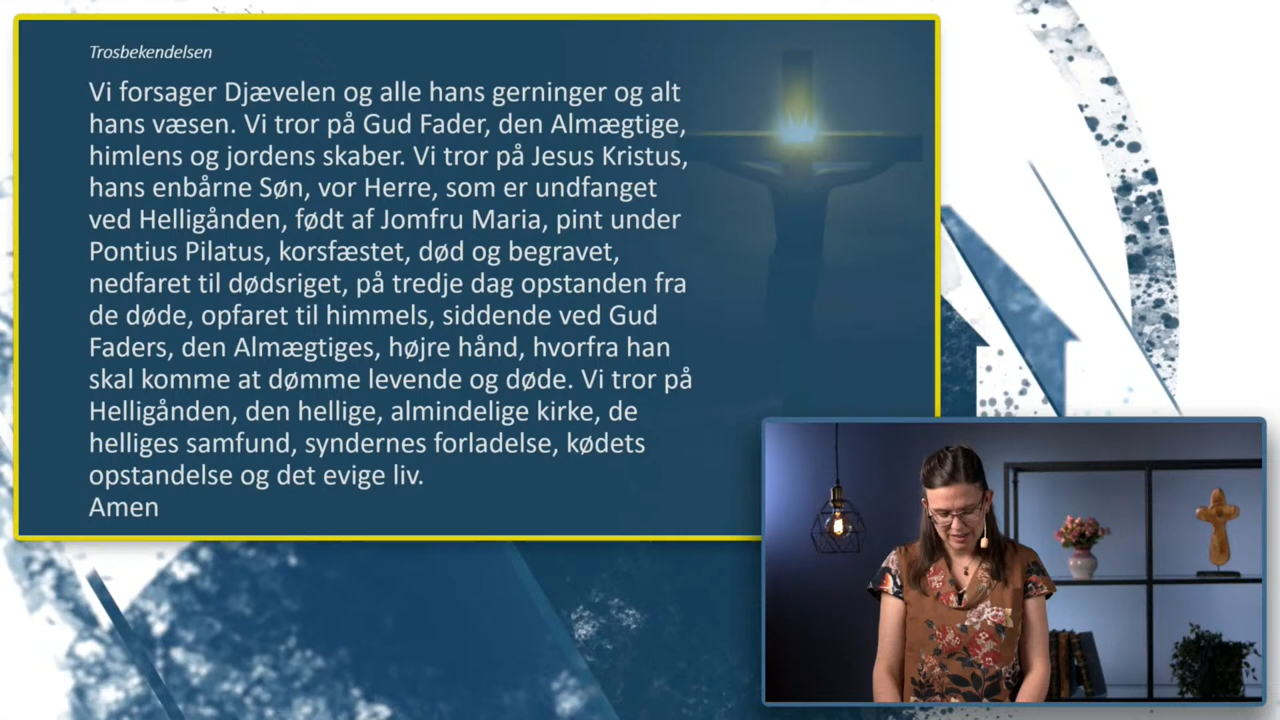 Trosbekendelsen
Vi forsager Djævelen og alle hans gerninger og alt
hans væsen. Vi tror på Gud Fader, den Almægtige,
himlens og jordens skaber. Vi tror på Jesus Kristus,
hans enbårne Søn, vor Herre, som er undfanget
ved Helligånden, født af Jomfru Maria, pint under
Pontius Pilatus, korsfæstet, død og begravet,
nedfaret til dødsriget, på tredje dag opstanden fra
de døde, opfaret til himmels, siddende ved Gud
Faders, den Almægtiges, højre hånd, hvorfra han
skal komme at dømme levende og døde. Vi tror på
Helligånden, den hellige, almindelige kirke, de
helliges samfund, syndernes forladelse, kødets
opstandelse og det evige liv.
Amen